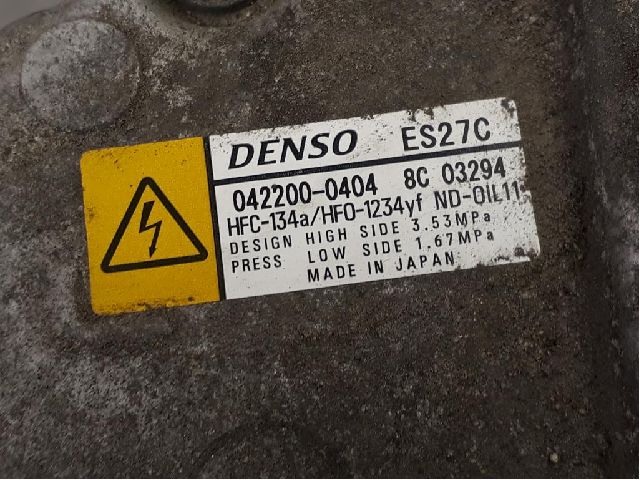 DENSO ES27C
042200-0404 8C 03294
HFC-134a/HFO-1234yf ND-OIL11
DESIGN HIGH SIDE 3.53MPa
PRESS LOW SIDE 1.67MPa
MADE IN JAPAN